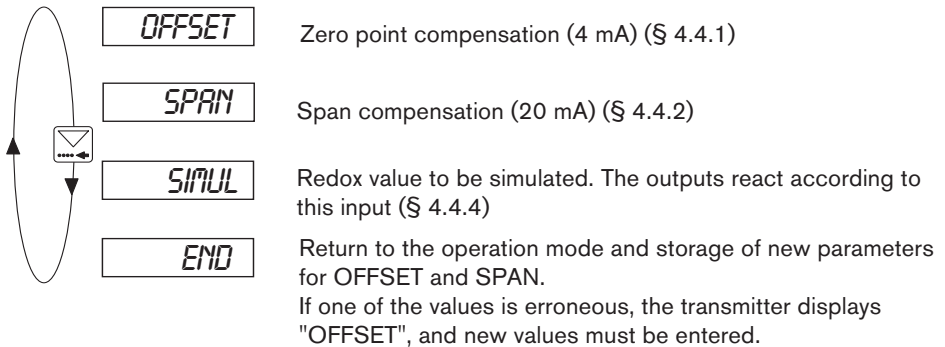 OFFSET
Zero point compensation (4 mA) (§ 4.4.1)
SPAN
Span compensation (20 mA) (§ 4.4.2)
SIMUL
Redox value to be simulated. The outputs react according to
this input (§ 4.4.4)
END
Return to the operation mode and storage of new parameters
for OFFSET and SPAN.
If one of the values is erroneous, the transmitter displays
"OFFSET", and new values must be entered.